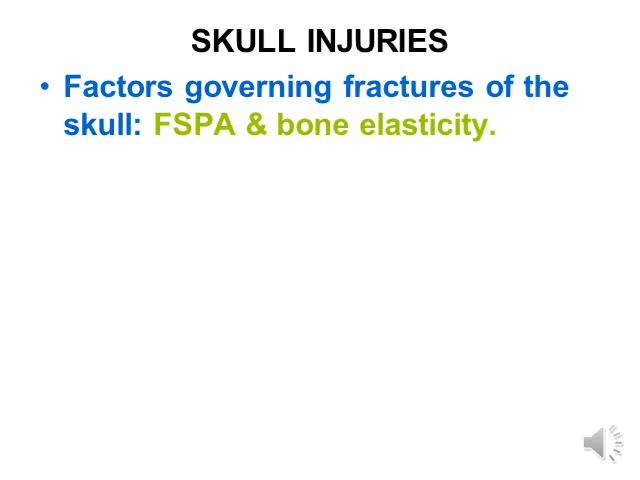 SKULL INJURIES
• Factors governing fractures of the
skull: FSPA & bone elasticity.